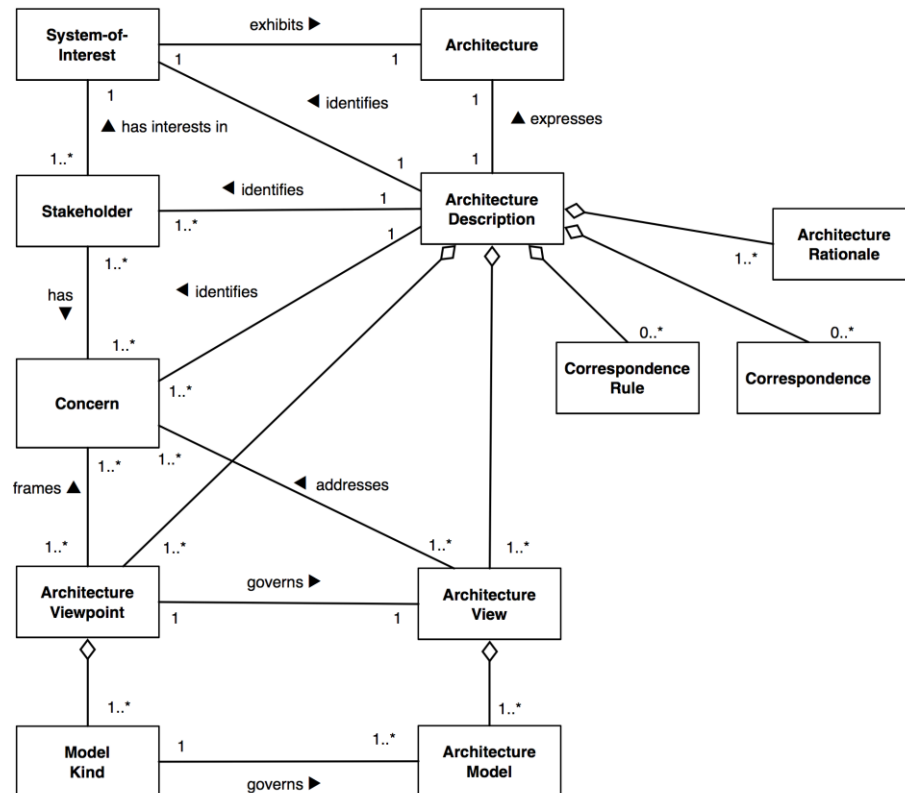 System-of-
Interest
exhibits ▶
Architecture
1
1
1
1
◀ identifies
▲ has interests in
▲ expresses
1..*
1
1
Stakeholder
◀ identifies
1
1..*
Architecture
Description
1..*
1
Architecture
Rationale
1..*
has
▼
◀ identifies
1..*
0..*
0..*
Concern
1..*
Correspondence
Rule
Correspondence
1..*
1..*
frames ▲
◀ addresses
1..*
1..*
1..*
1..*
Architecture
Viewpoint
governs ▶
Architecture
View
1
1
1..*
1..*
Model
Kind
1
1..*
Architecture
Model
governs ▶